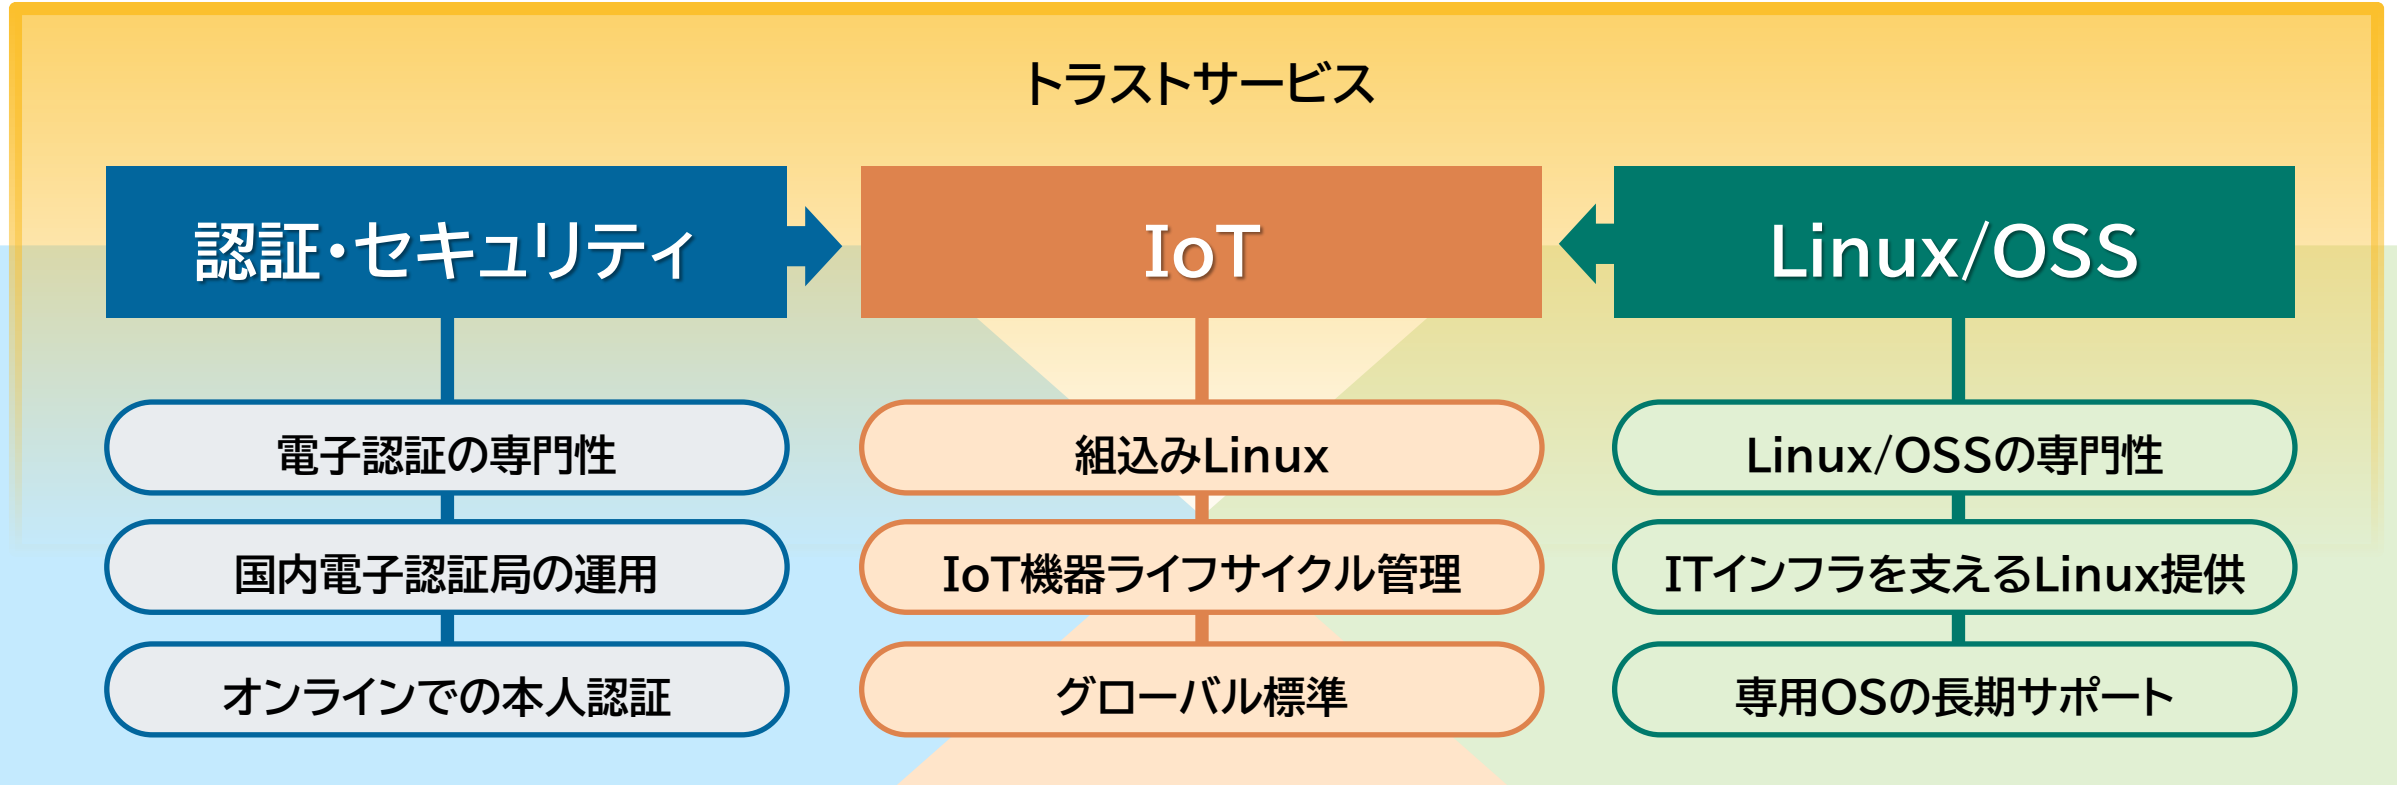 トラストサービス
認証・セキュリティ
電子認証の専門性
国内電子認証局の運用
オンラインでの本人認証
IoT
組込みLinux
IoT機器ライフサイクル管理
グローバル標準
Linux/OSS
Linux/OSSの専門性
ITインフラを支えるLinux提供
専用OSの長期サポート